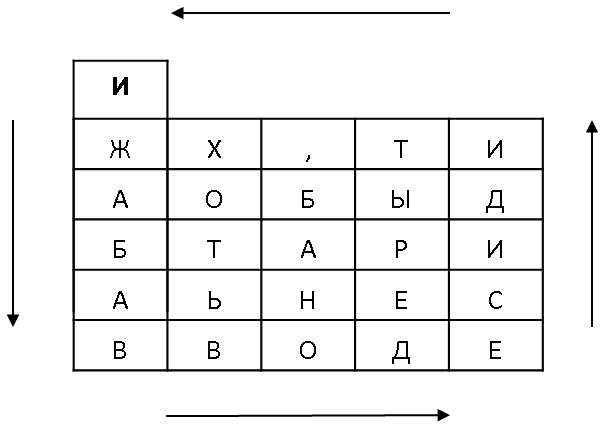 И
Ж Х , Т И
А О Б Ы Д
Б Т А Р И
А Ь Н Е С
В В О Д Е